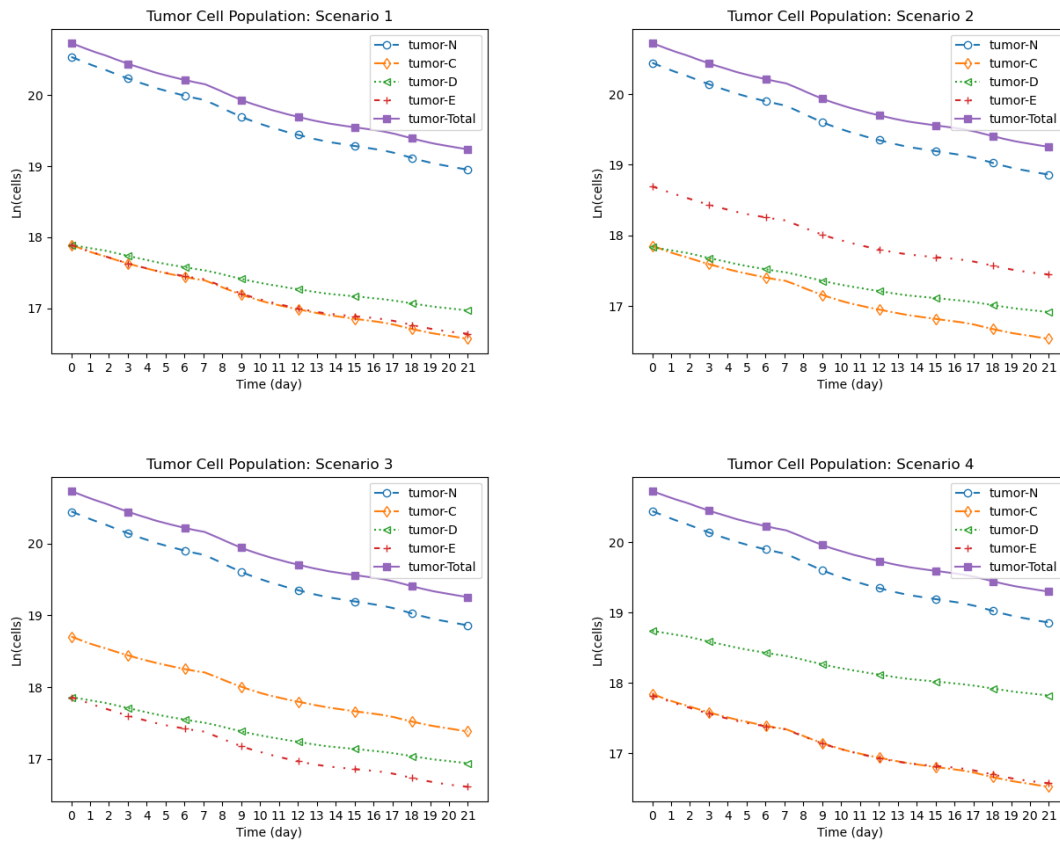 Tumor Cell Population: Scenario 1
Ln(cells)
20
19
18
17
tumor-N
tumor-C
tumor-D
tumor-E
tumor-Total
0 1 2 3 4 5 6 7 8 9 10 11 12 13 14 15 16 17 18 19 20 21
Time (day)
Tumor Cell Population: Scenario 2
Ln(cells)
20
19
18
17
tumor-N
tumor-C
tumor-D
tumor-E
tumor-Total
0 1 2 3 4 5 6 7 8 9 10 11 12 13 14 15 16 17 18 19 20 21
Time (day)
Tumor Cell Population: Scenario 3
Ln(cells)
20
19
18
17
tumor-N
tumor-C
tumor-D
tumor-E
tumor-Total
0 1 2 3 4 5 6 7 8 9 10 11 12 13 14 15 16 17 18 19 20 21
Time (day)
Tumor Cell Population: Scenario 4
Ln(cells)
20
19
18
17
tumor-N
tumor-C
tumor-D
tumor-E
tumor-Total
0 1 2 3 4 5 6 7 8 9 10 11 12 13 14 15 16 17 18 19 20 21
Time (day)